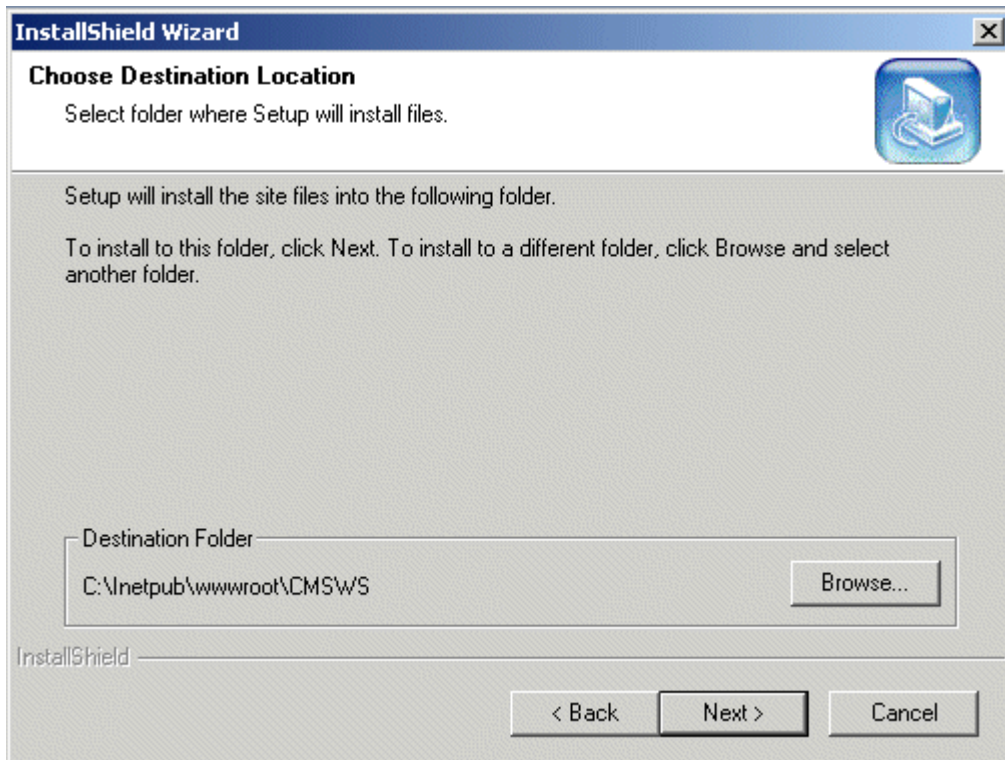 InstallShield Wizard
Choose Destination Location
Select folder where Setup will install files.
Setup will install the site files into the following folder.
To install to this folder, click Next. To install to a different folder, click Browse and select
another folder.
Destination Folder
C:\Inetpub\wwwroot\CMSWS
Browse...
InstallShield
< Back
Next >
Cancel